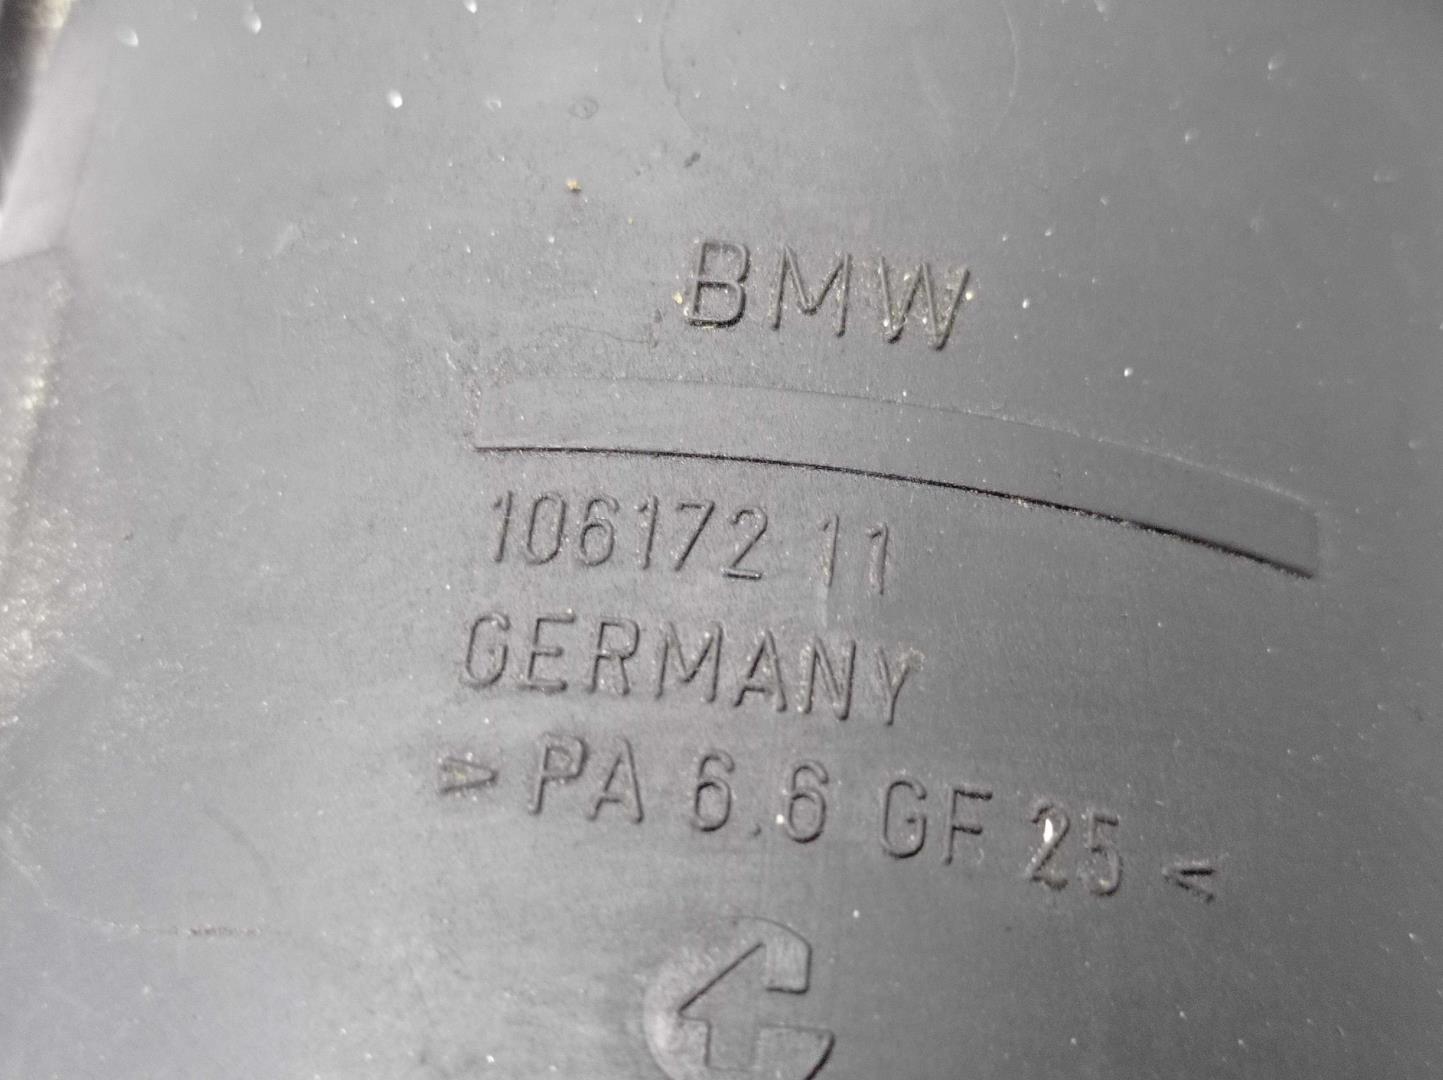 BMW
106172 11
GERMANY
> PA 6.6 GF 25 <